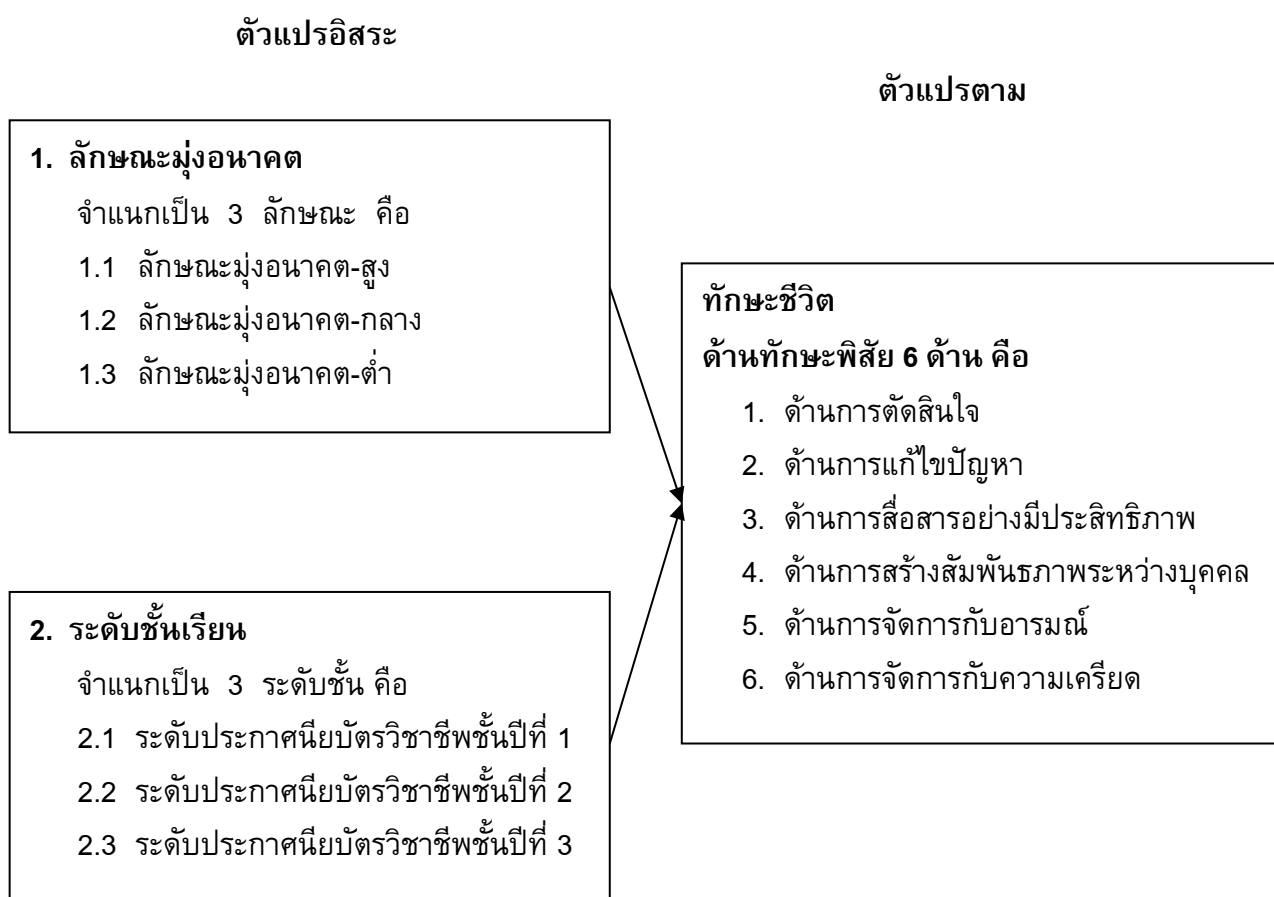 ตัวแปรอิสระ
ตัวแปรตาม
1. ลักษณะมุ่งอนาคต
จำแนกเป็น 3 ลักษณะ คือ
1.1 ลักษณะมุ่งอนาคต-สูง
1.2 ลักษณะมุ่งอนาคต-กลาง
1.3 ลักษณะมุ่งอนาคต-ต่ำ
2. ระดับชั้นเรียน
จำแนกเป็น 3 ระดับชั้น คือ
2.1 ระดับประกาศนียบัตรวิชาชีพชั้นปีที่ 1
2.2 ระดับประกาศนียบัตรวิชาชีพชั้นปีที่ 2
2.3 ระดับประกาศนียบัตรวิชาชีพชั้นปีที่ 3
ทักษะชีวิต
ด้านทักษะพิสัย 6 ด้าน คือ
1. ด้านการตัดสินใจ
2. ด้านการแก้ไขปัญหา
3. ด้านการสื่อสารอย่างมีประสิทธิภาพ
4. ด้านการสร้างสัมพันธภาพระหว่างบุคคล
5. ด้านการจัดการกับอารมณ์
6. ด้านการจัดการกับความเครียด